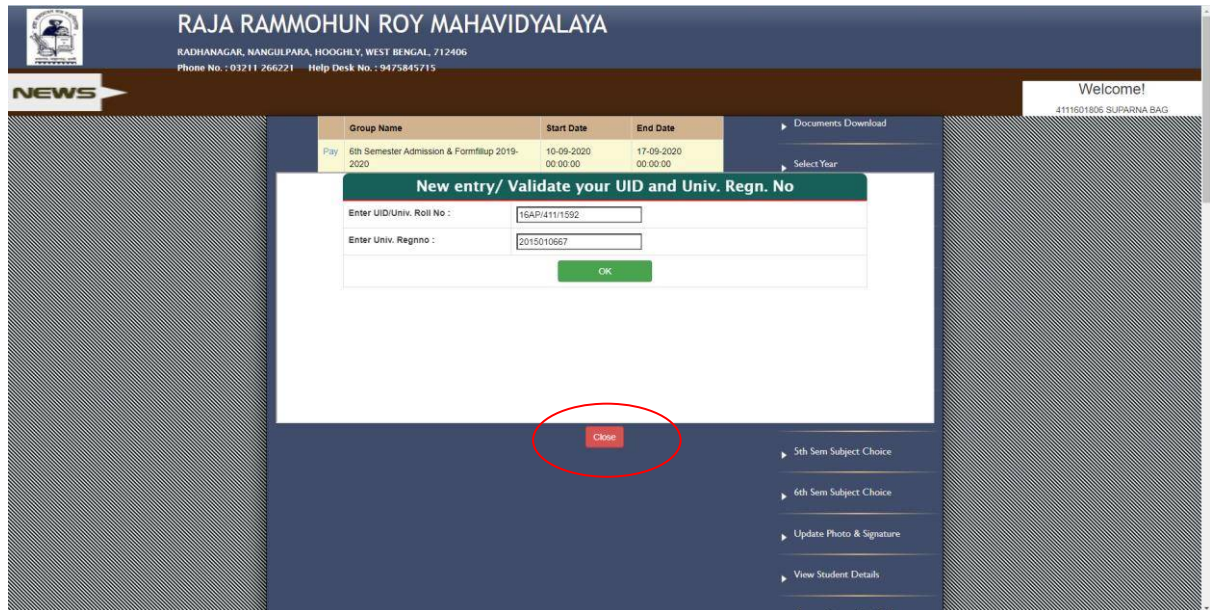 RAJA RAMMOHUN ROY MAHAVIDYALAYA
RADHANAGAR, NANGULPARA, HOOGHLY, WEST BENGAL, 712406
Phone No. : 03211 266221 Help Desk No. : 9475845715
NEWS
Welcome!
4111601806 SUPARNA BAG
Group Name Start Date End Date
Pay 6th Semester Admission & Formfillup 2019- 10-09-2020 17-09-2020
2020 00:00:00 00:00:00
Documents Download
Select Year
New entry/ Validate your UID and Univ. Regn. No
Enter UID/Univ. Roll No : 16AP/411/1592
Enter Univ. Regnno : 2015010667
OK
Close
5th Sem Subject Choice
6th Sem Subject Choice
Update Photo & Signature
View Student Details